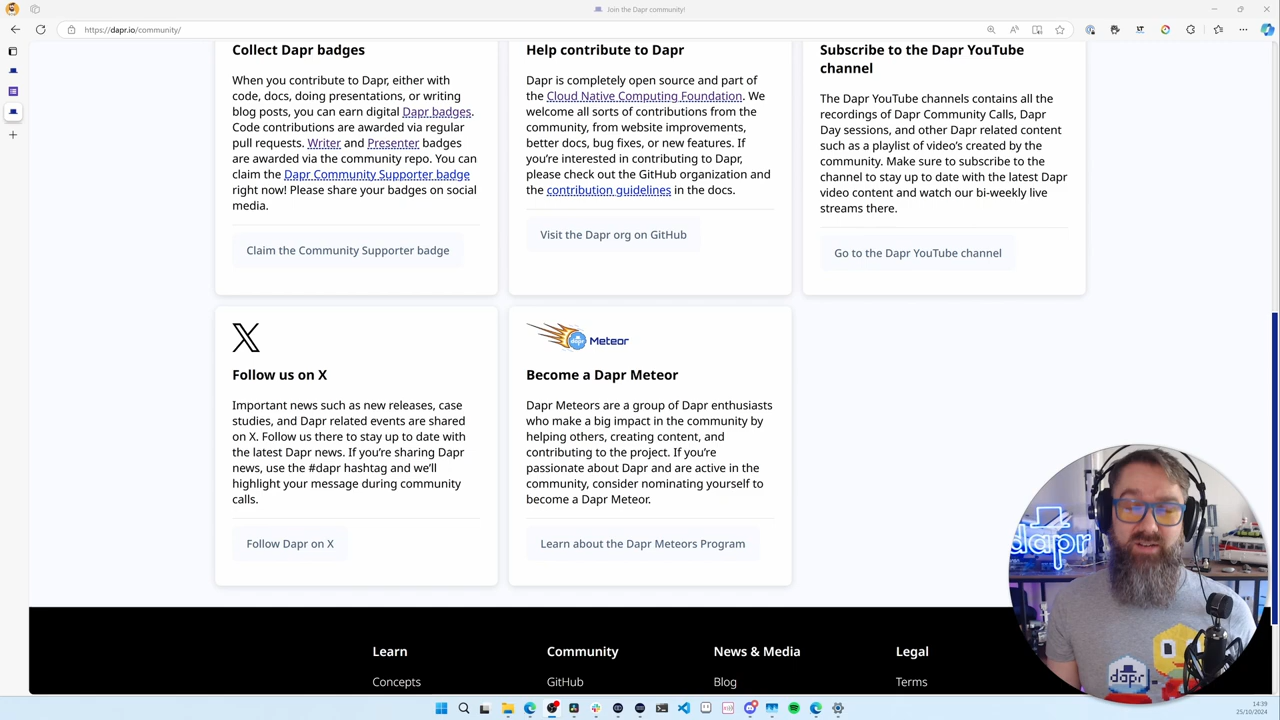 Join the Dapr community!
https://dapr.io/community/
Collect Dapr badges
When you contribute to Dapr, either with
code, docs, doing presentations, or writing
blog posts, you can earn digital Dapr badges.
Code contributions are awarded via regular
pull requests. Writer and Presenter badges
are awarded via the community repo. You can
claim the Dapr Community Supporter badge
right now! Please share your badges on social
media.
Claim the Community Supporter badge
Help contribute to Dapr
Dapr is completely open source and part of
the Cloud Native Computing Foundation. We
welcome all sorts of contributions from the
community, from website improvements,
better docs, bug fixes, or new features. If
you're interested in contributing to Dapr,
please check out the GitHub organization and
the contribution guidelines in the docs.
Visit the Dapr org on GitHub
Subscribe to the Dapr YouTube
channel
The Dapr YouTube channels contains all the
recordings of Dapr Community Calls, Dapr
Day sessions, and other Dapr related content
such as a playlist of video's created by the
community. Make sure to subscribe to the
channel to stay up to date with the latest Dapr
video content and watch our bi-weekly live
streams there.
Go to the Dapr YouTube channel
X
Follow us on X
Important news such as new releases, case
studies, and Dapr related events are shared
on X. Follow us there to stay up to date with
the latest Dapr news. If you're sharing Dapr
news, use the #dapr hashtag and we'll
highlight your message during community
calls.
Follow Dapr on X
dapr Meteor
Become a Dapr Meteor
Dapr Meteors are a group of Dapr enthusiasts
who make a big impact in the community by
helping others, creating content, and
contributing to the project. If you're
passionate about Dapr and are active in the
community, consider nominating yourself to
become a Dapr Meteor.
Learn about the Dapr Meteors Program
dapr
dapr
Learn
Concepts
Community
GitHub
News & Media
Blog
Legal
Terms
14:39
25/10/2024